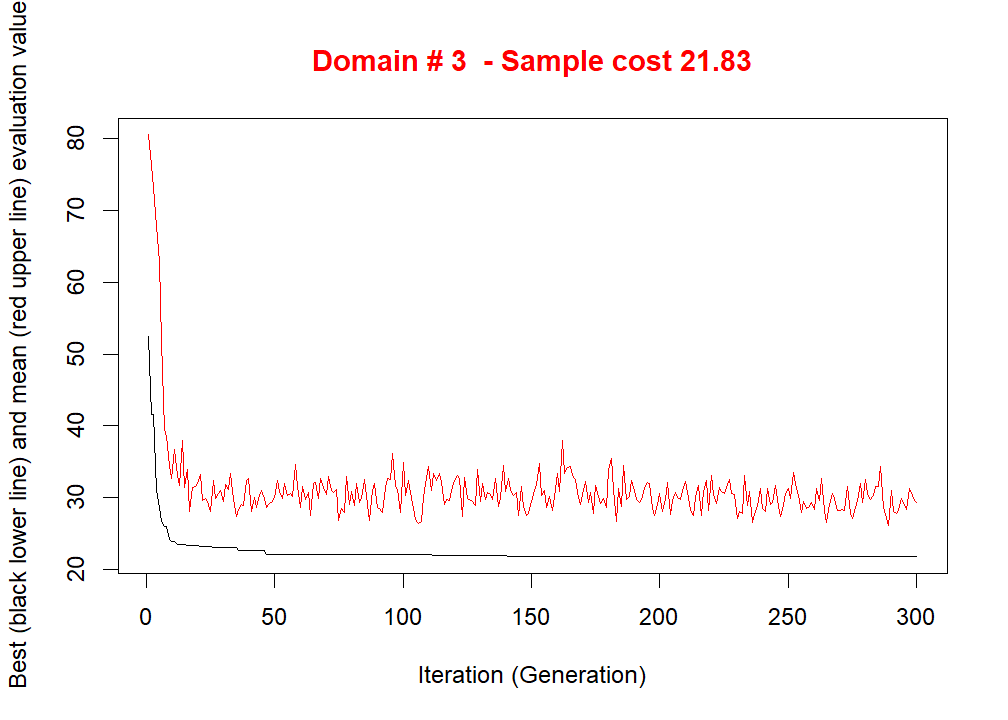 Domain # 3  - Sample cost 21.83
Best (black lower line) and mean (red upper line) evaluation value
80
70
60
50
40
30
20
0 50 100 150 200 250 300
Iteration (Generation)